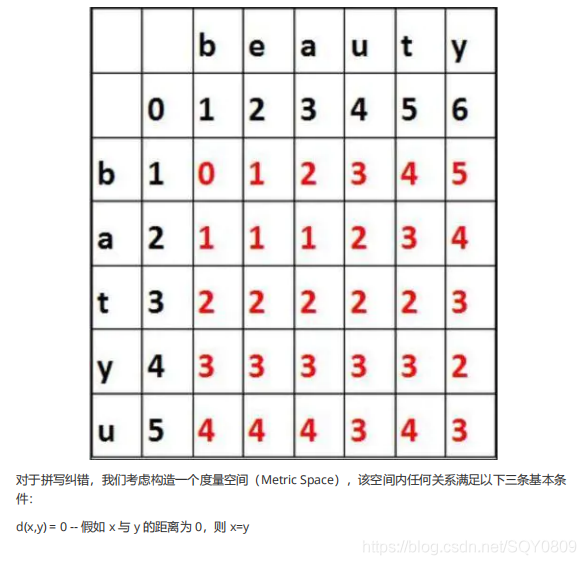 b e a u t y
0 1 2 3 4 5 6
b 1 0 1 2 3 4 5
a 2 1 1 1 2 3 4
t 3 2 2 2 2 2 3
y 4 3 3 3 3 3 2
u 5 4 4 4 3 4 3
对于拼写纠错，我们考虑构造一个度量空间（Metric Space），该空间内任何关系满足以下三条基本条
件：
d(x,y) = 0 -- 假如 x 与 y 的距离为 0，则 x=y
https://blog.csdn.net/SQY0809